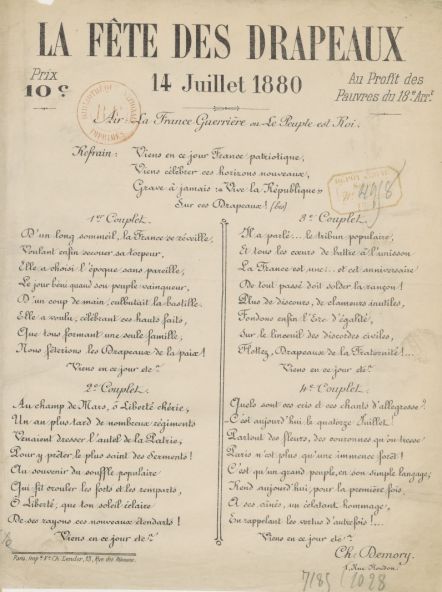 LA FÊTE DES DRAPEAUX
Prix
10 ç
14 Juillet 1880
Au Profit des
Pauvres du 18e Arrt
Air: La France Guerrière ou Le Peuple est Roi.
Refrain: Viens en ce jour France patriotique,
Viens célébrer ces horizons nouveaux,
Grave à jamais: «Vive la République»
Sur ces Drapeaux! (bis)
1er Couplet.
D'un long sommeil, la France se réveille,
Voulant enfin secouer sa torpeur,
Elle a choisi l'époque sans pareille,
Le jour béni quand son peuple vainqueur,
D'un coup de main, culbutait la bastille.
Elle a voulu, célébrant ces hauts faits,
Que tous formant une seule famille,
Nous fêterions les Drapeaux de la paix!
Viens en ce jour etc?
2e Couplet.
Au champ de Mars, ô Liberté chérie,
Un an plus tard de nombreux régiments
Venaient dresser l'autel de la Patrie,
Pour y prêter le plus saint des Serments!
Au souvenir du souffle populaire
Qui fit crouler les forts et les remparts,
Ô Liberté, que ton soleil éclaire
De ses rayons ces nouveaux étendards!
Viens en ce jour etc?
3e Couplet.
Il a parlé... le tribun populaire,
Et tous les cœurs de battre à l'unisson
La France est une!.. et cet anniversaire
De tout passé doit solder la rançon!
Plus de discours, de clameurs inutiles,
Fondons enfin l'Ere d'égalité,
Sur le linceuil des discordes civiles,
Flottez, Drapeaux de la Fraternité!...
Viens en ce jour etc?
4e Couplet.
Quels sont ces cris et ces chants d'allégresse?
C'est aujourd'hui le quatorze Juillet!
Partout des fleurs, des couronnes qu'on tresse
Paris n'est plus qu'une immense forêt!
C'est qu'un grand peuple, en son simple langage,
Rend aujourd'hui, pour la première fois
A ses aînés, un éclatant hommage,
En rappelant les vertus d'autrefois!...
Viens en ce jour etc?
Ch. Demory.
1, Rue
Paris, Impie Vve Ch. 13, Rue des
7185 1028